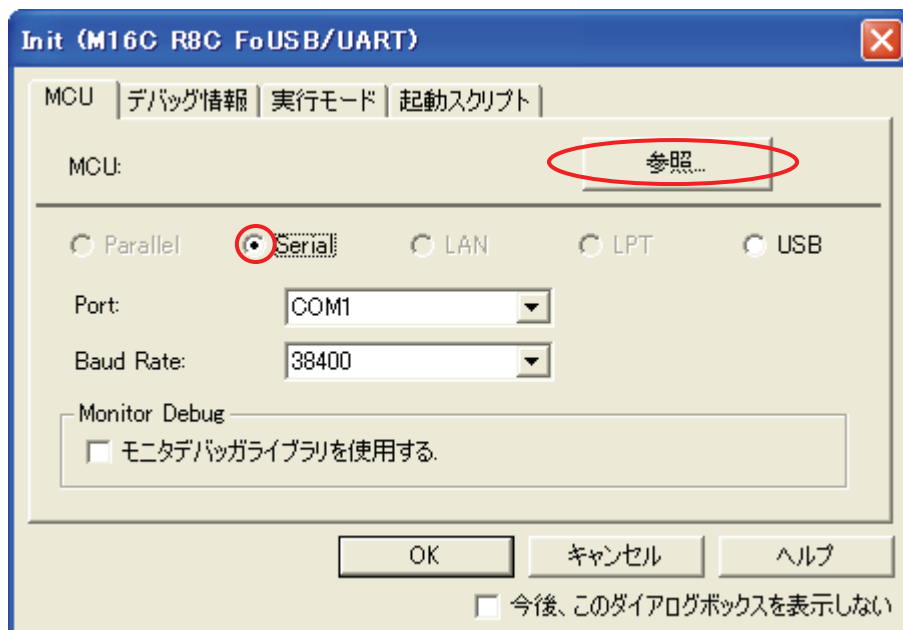 Init (M16C R8C FoUSB/UART)
MCU デバッグ情報 実行モード 起動スクリプト
MCU: 参照...
Parallel Serial LAN LPT USB
Port: COM1
Baud Rate: 38400
Monitor Debug
モニタデバッガライブラリを使用する.
OK キャンセル ヘルプ
今後、このダイアログボックスを表示しない